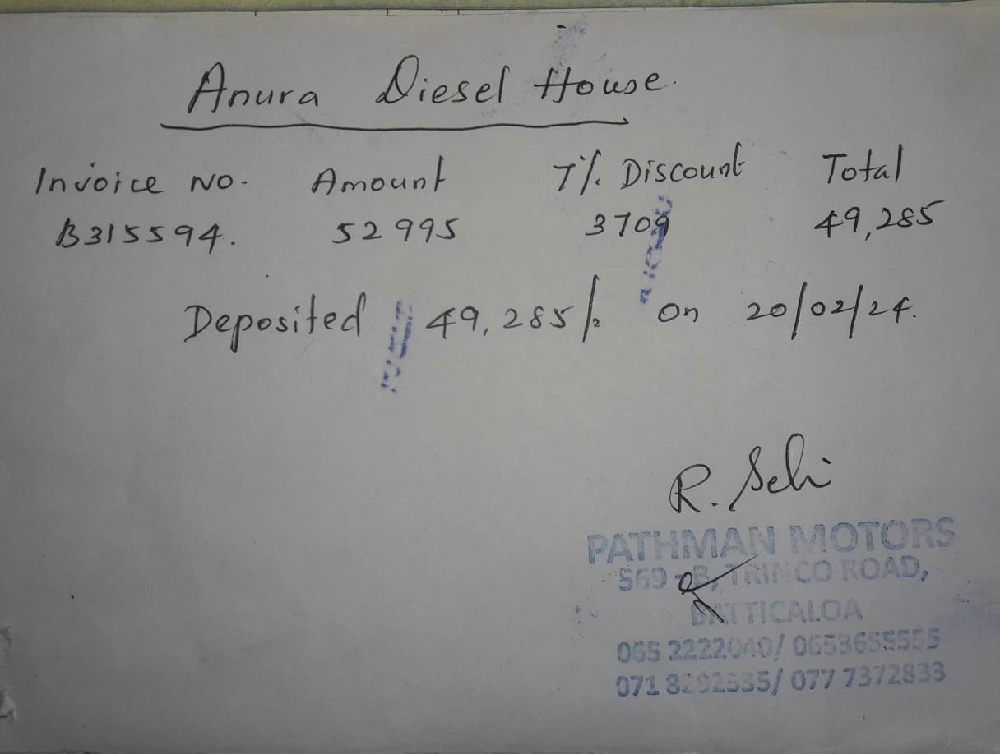 Anura Diesel House.
Invoice No. Amount 7% Discount Total
B315594. 52995 3709 49,285
Deposited 49,285/= on 20/02/24.
R. Seli
PATHMAN MOTORS
569 -B, TRINCO ROAD,
BATTICALOA
065 2222040/ 0653655555
071 8292535/ 077 7372833